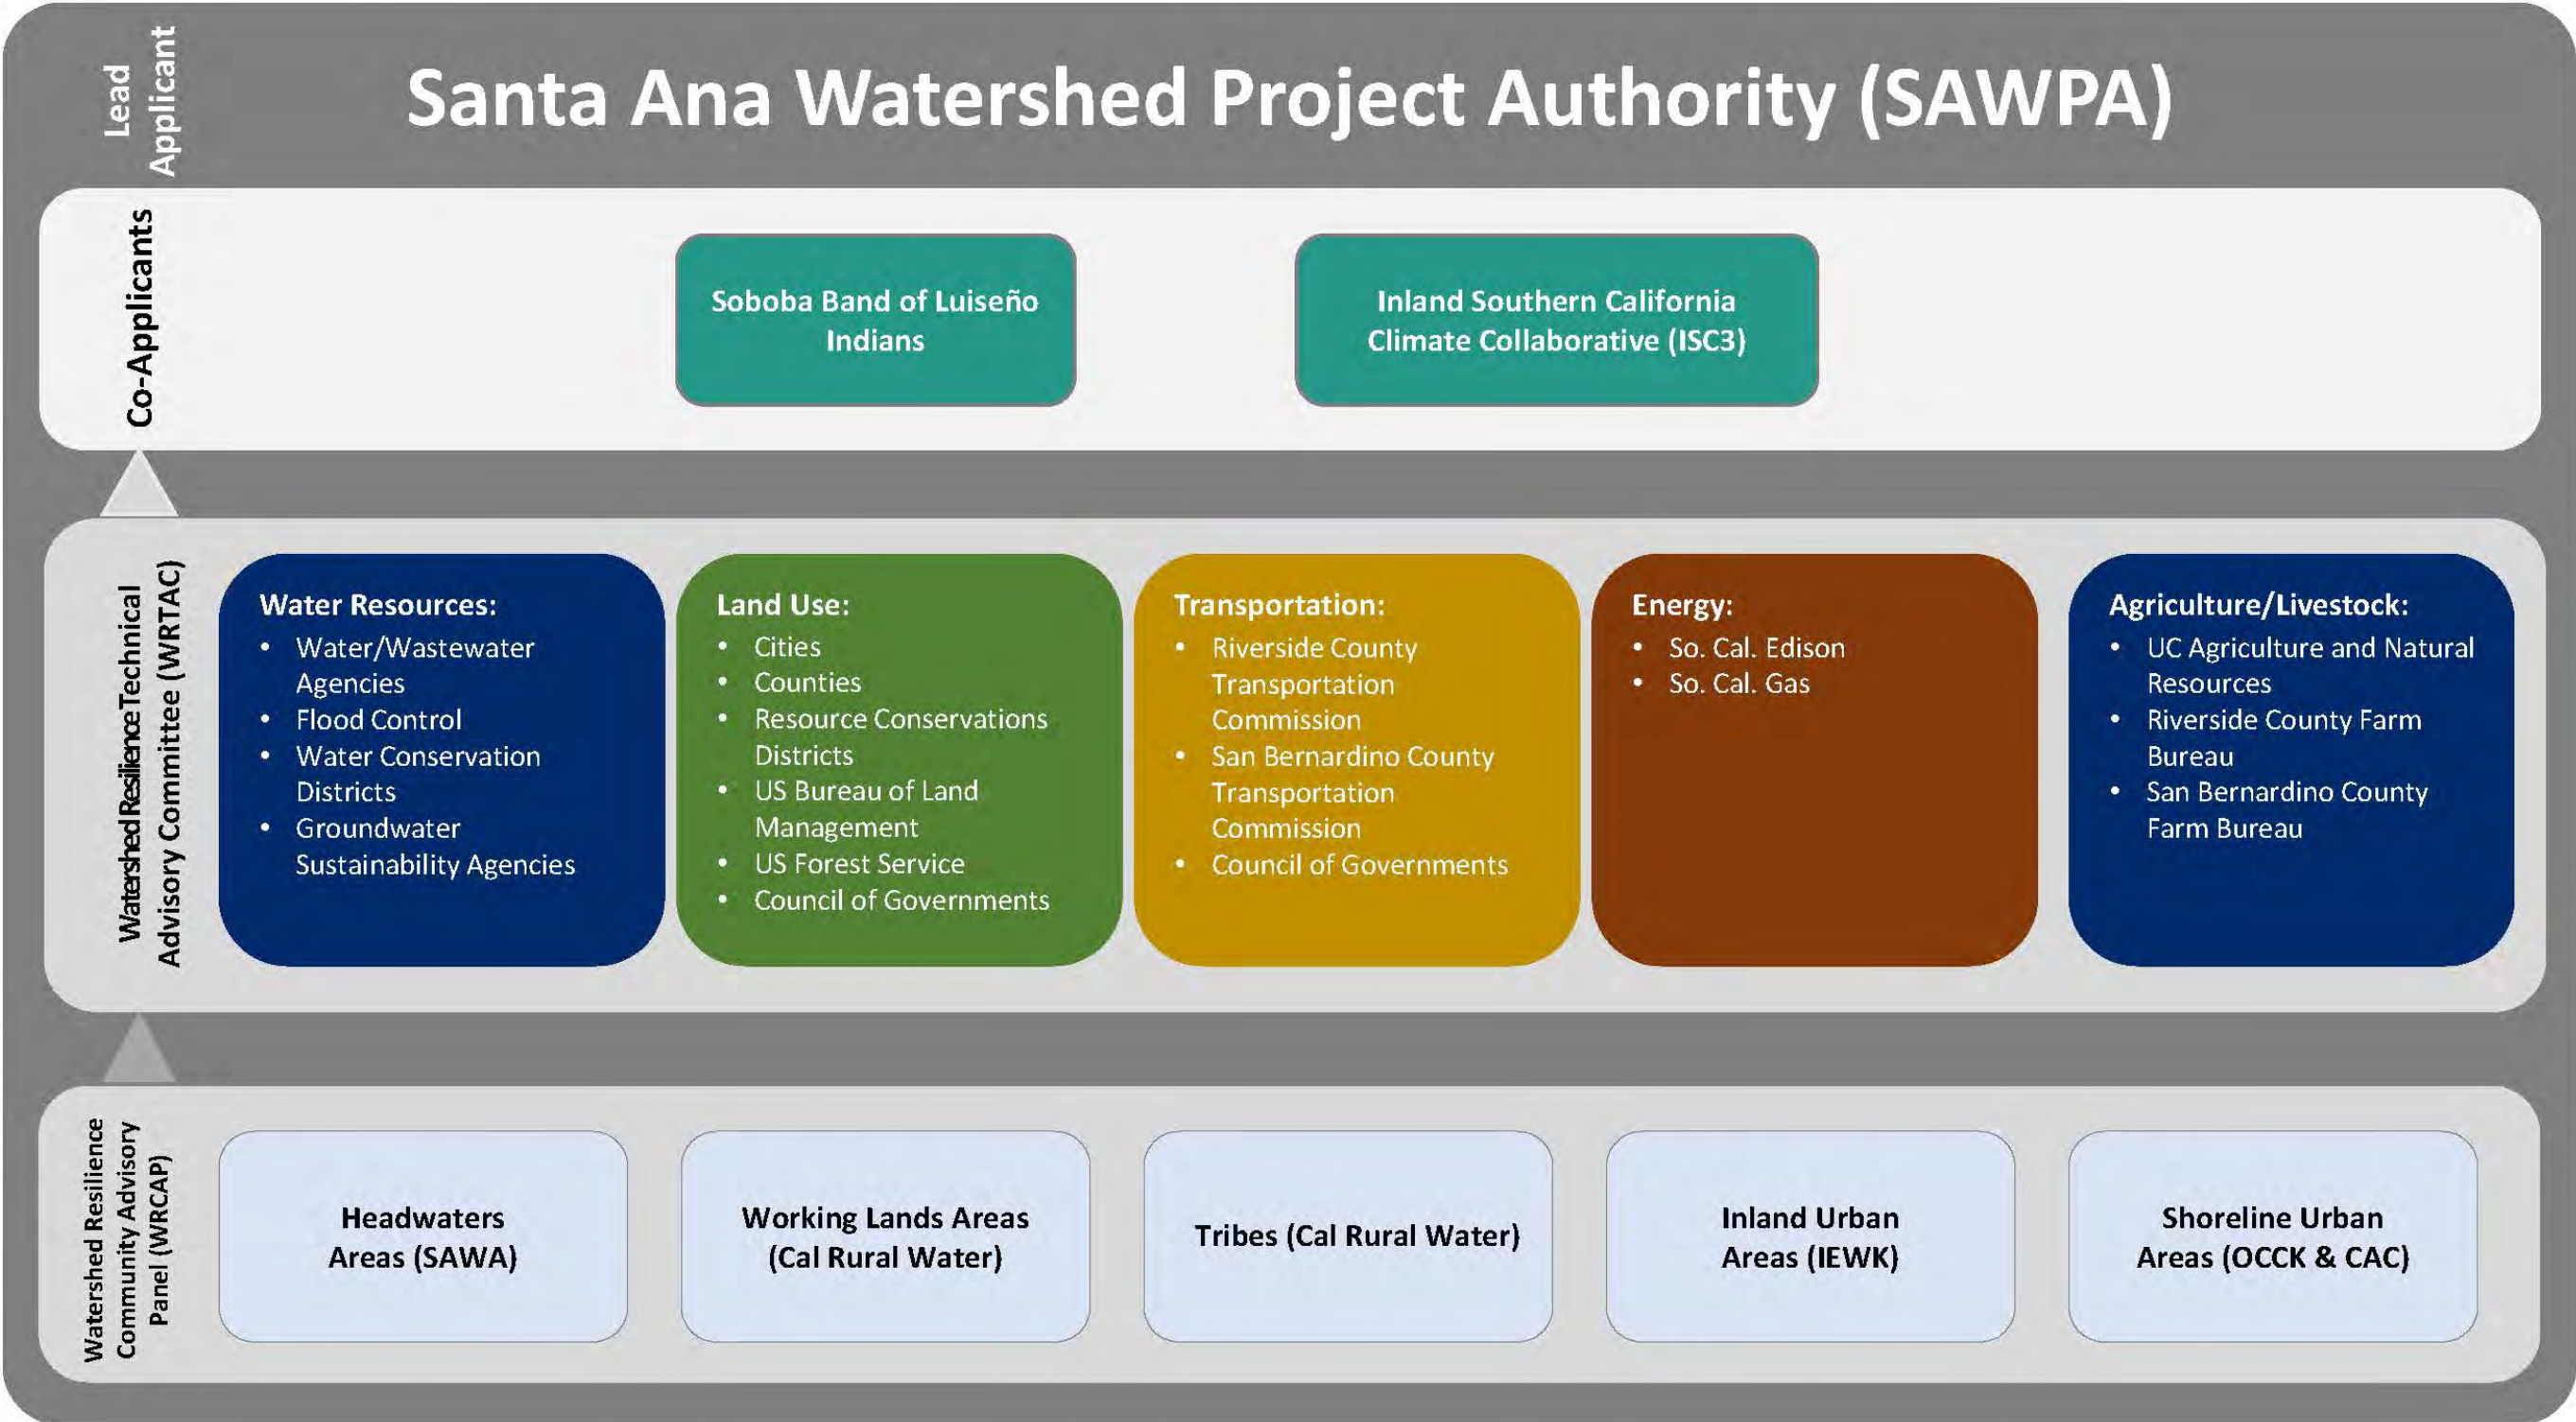 Lead
Applicant
Santa Ana Watershed Project Authority (SAWPA)
Co-Applicants
Soboba Band of Luiseño
Indians
Inland Southern California
Climate Collaborative (ISC3)
Watershed Resilience Technical
Advisory Committee (WRTAC)
Water Resources:
• Water/Wastewater
Agencies
• Flood Control
• Water Conservation
Districts
• Groundwater
Sustainability Agencies
Land Use:
• Cities
• Counties
• Resource Conservations
Districts
• US Bureau of Land
Management
• US Forest Service
• Council of Governments
Transportation:
• Riverside County
Transportation
Commission
• San Bernardino County
Transportation
Commission
• Council of Governments
Energy:
• So. Cal. Edison
• So. Cal. Gas
Agriculture/Livestock:
• UC Agriculture and Natural
Resources
• Riverside County Farm
Bureau
• San Bernardino County
Farm Bureau
Watershed Resilience
Community Advisory
Panel (WRCAP)
Headwaters
Areas (SAWA)
Working Lands Areas
(Cal Rural Water)
Tribes (Cal Rural Water)
Inland Urban
Areas (IEWK)
Shoreline Urban
Areas (OCCK & CAC)